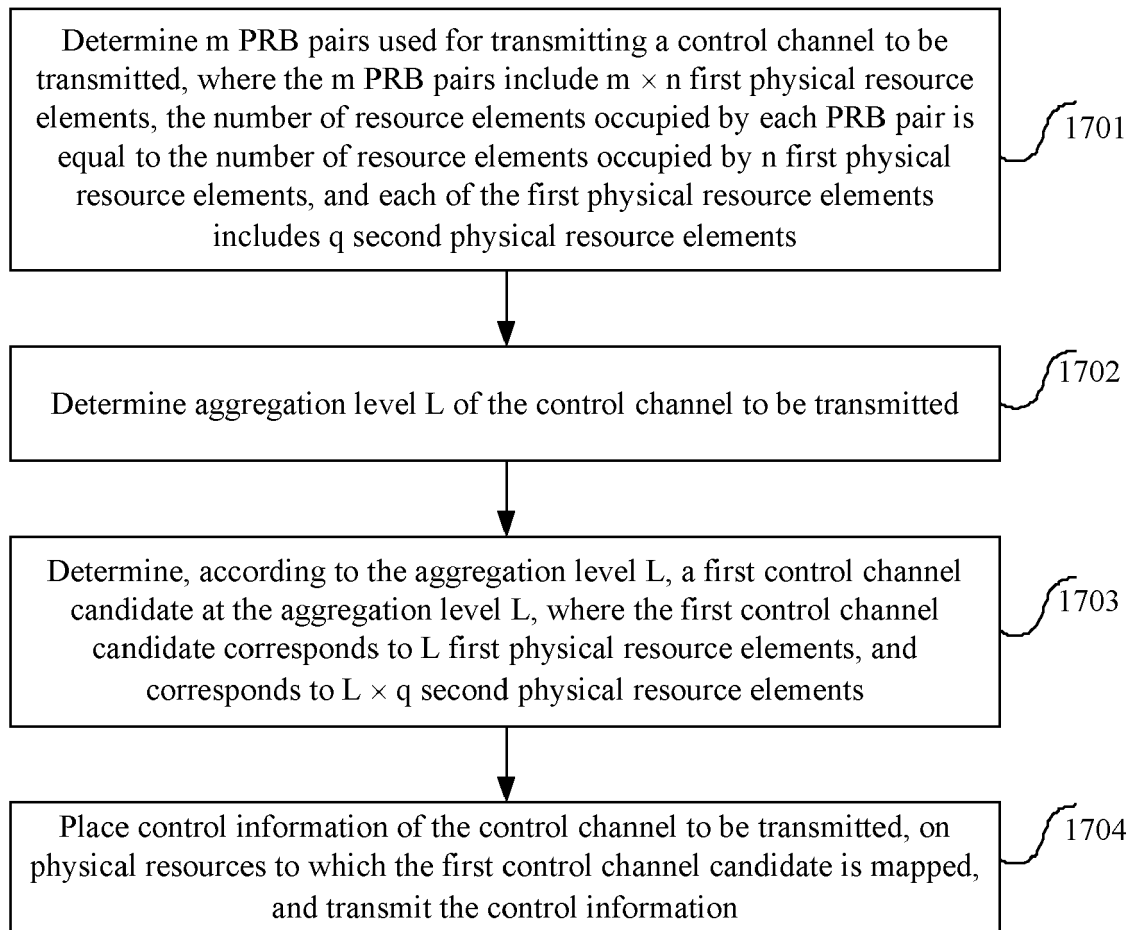 Determine m PRB pairs used for transmitting a control channel to be
transmitted, where the m PRB pairs include m × n first physical resource
elements, the number of resource elements occupied by each PRB pair is
equal to the number of resource elements occupied by n first physical
resource elements, and each of the first physical resource elements
includes q second physical resource elements
1701
Determine aggregation level L of the control channel to be transmitted
1702
Determine, according to the aggregation level L, a first control channel
candidate at the aggregation level L, where the first control channel
candidate corresponds to L first physical resource elements, and
corresponds to L × q second physical resource elements
1703
Place control information of the control channel to be transmitted, on
physical resources to which the first control channel candidate is mapped,
and transmit the control information
1704